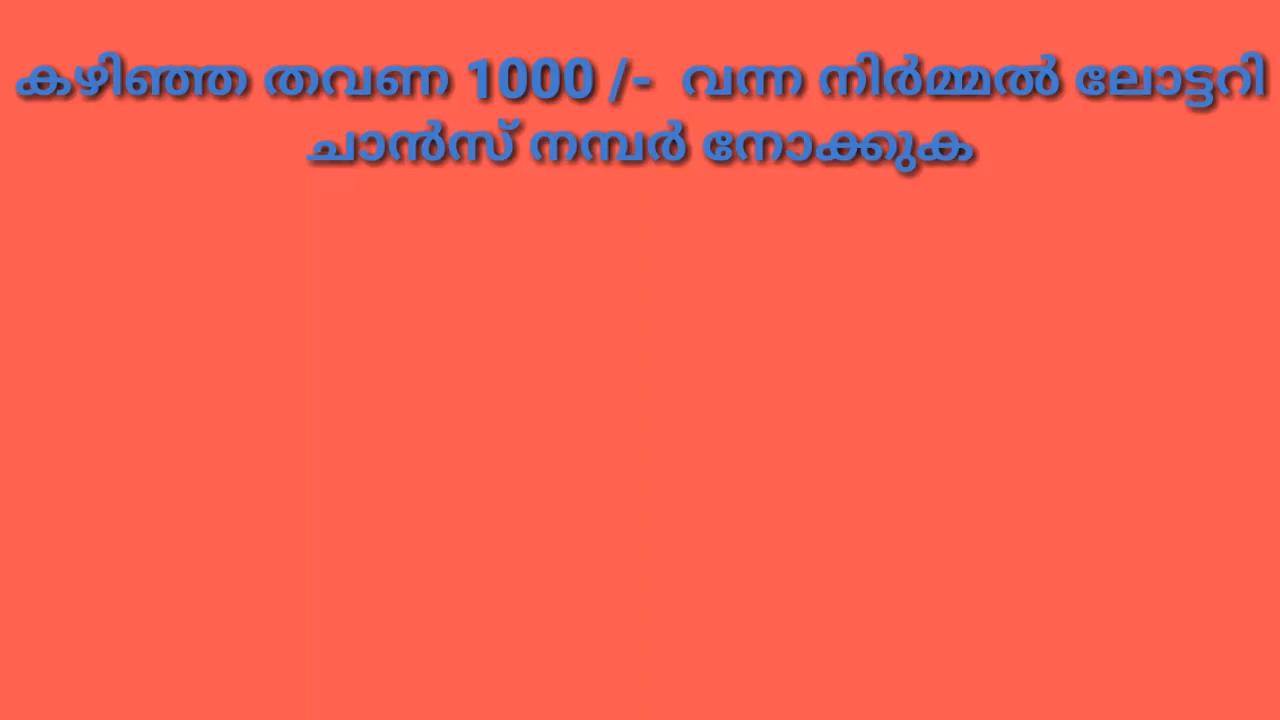 കഴിഞ്ഞ തവണ 1000 /- വന്ന നിർമ്മൽ ലോട്ടറി
ചാൻസ് നമ്പർ നോക്കുക